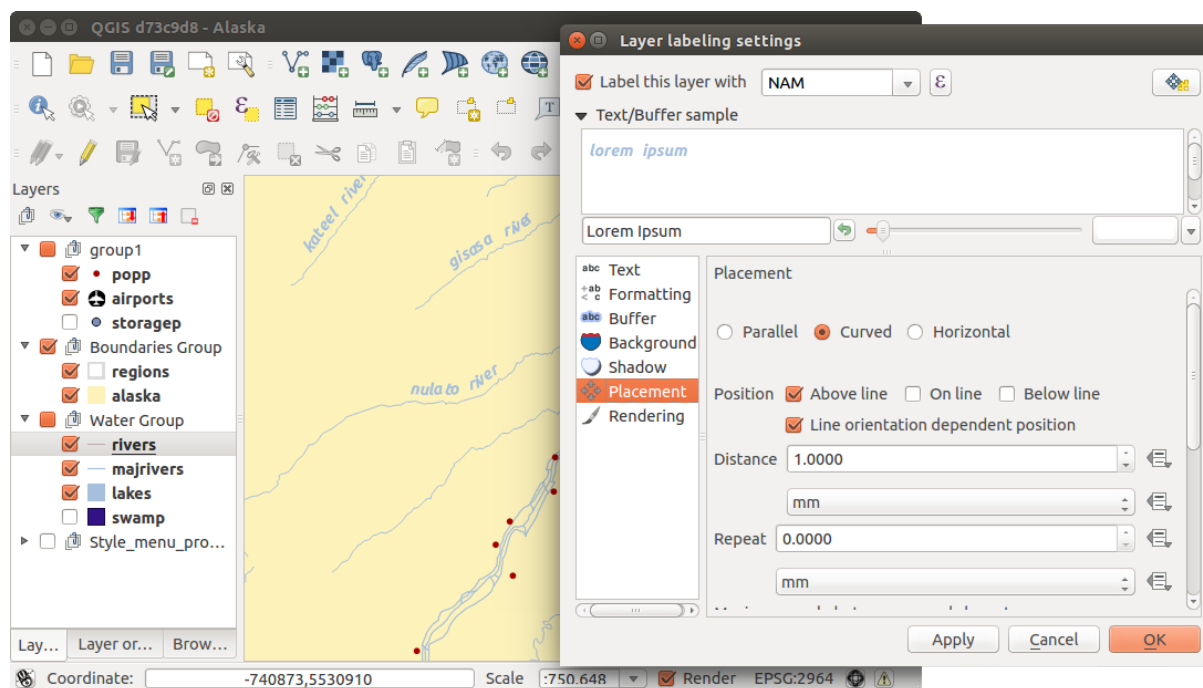 QGIS d73c9d8 - Alaska
Layers
group1
popp
airports
storagep
Boundaries Group
regions
alaska
Water Group
rivers
majrivers
lakes
swamp
Style_menu_pro...
Lay...
Layer or...
Brow...
kateel river
gisasa river
nulato river
Coordinate:
-740873,5530910
Scale
:750.648
Render
EPSG:2964
Layer labeling settings
Label this layer with
NAM
ε
Text/Buffer sample
lorem ipsum
Lorem Ipsum
abc Text
+ab < c Formatting
abc Buffer
Background
Shadow
Placement
Rendering
Placement
Parallel
Curved
Horizontal
Position
Above line
On line
Below line
Line orientation dependent position
Distance
1.0000
mm
Repeat
0.0000
mm
Apply
Cancel
OK